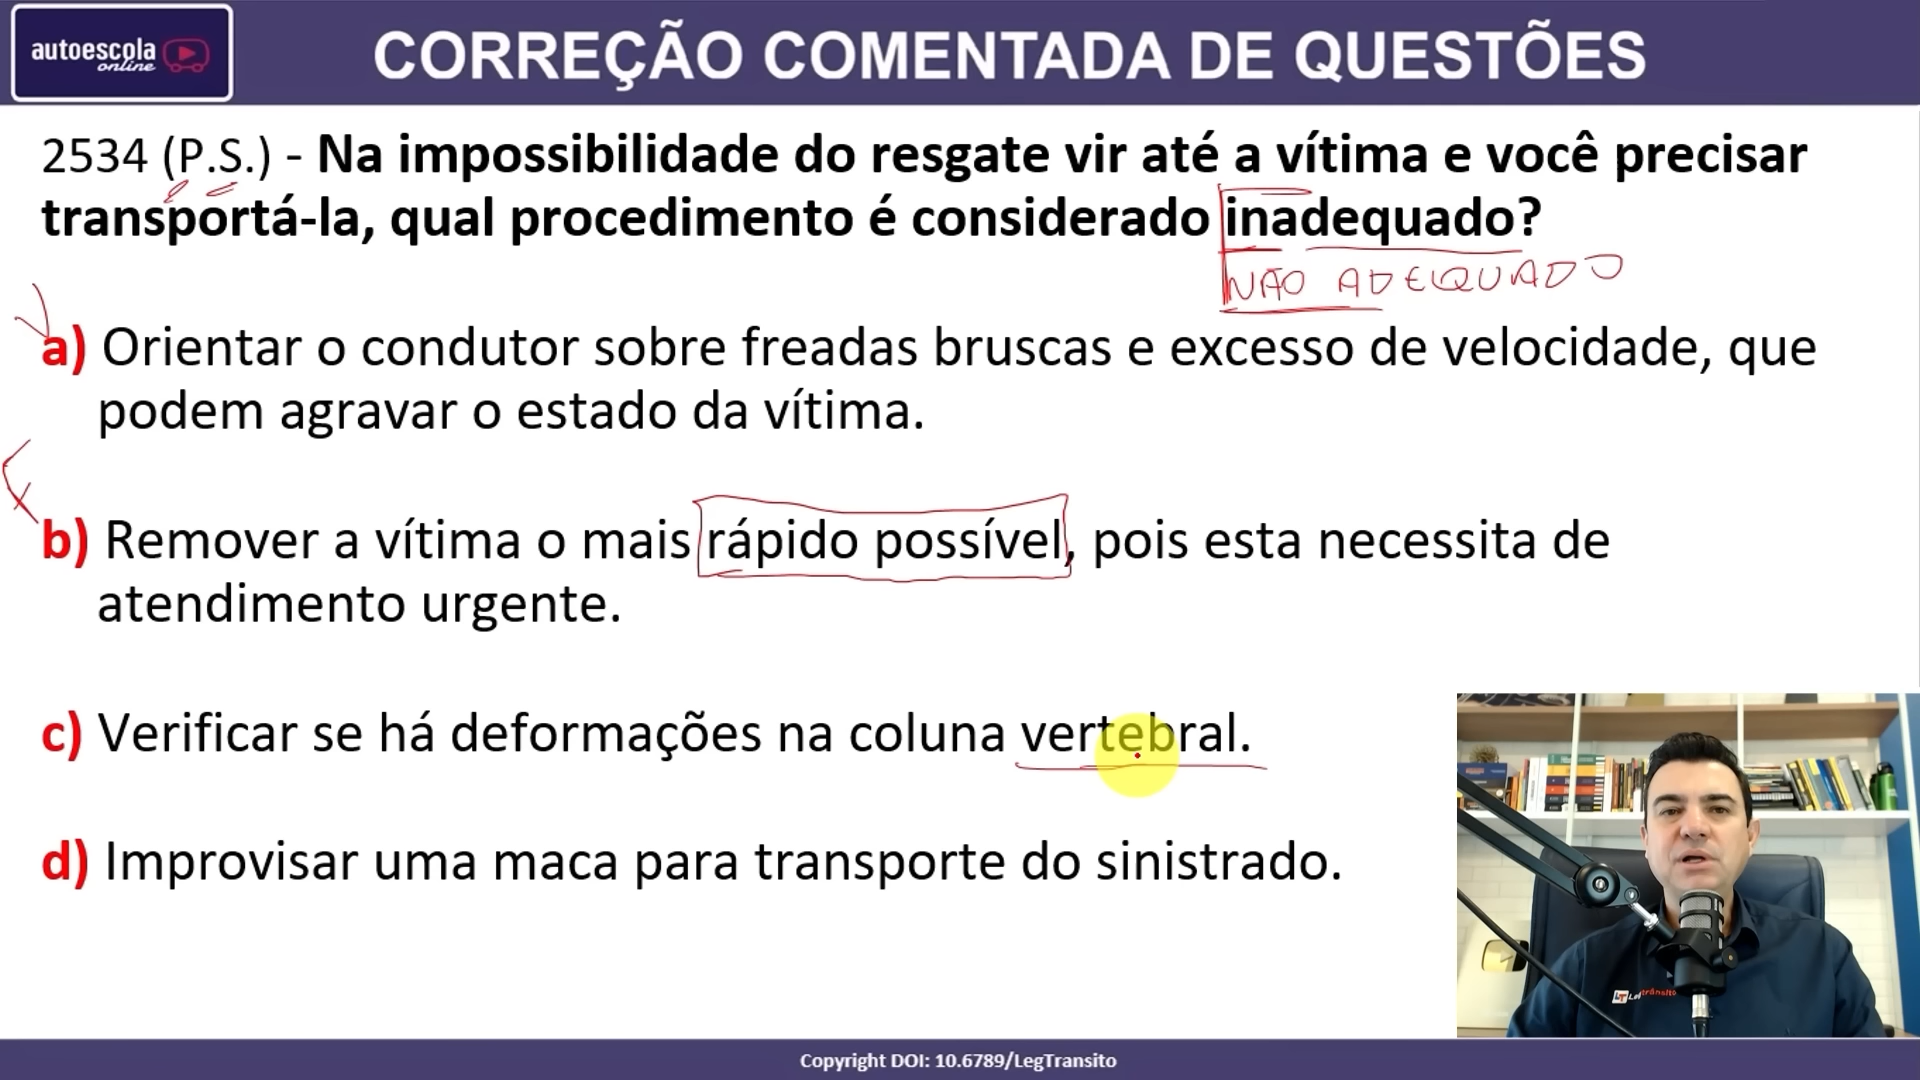 autoescola
online
CORREÇÃO COMENTADA DE QUESTÕES
2534 (P.S.) - Na impossibilidade do resgate vir até a vítima e você precisar
transportá-la, qual procedimento é considerado inadequado?
NÃO ADEQUADO
a) Orientar o condutor sobre freadas bruscas e excesso de velocidade, que
podem agravar o estado da vítima.
b) Remover a vítima o mais rápido possível, pois esta necessita de
atendimento urgente.
c) Verificar se há deformações na coluna vertebral.
d) Improvisar uma maca para transporte do sinistrado.
LT Legtrânsito
Copyright DOI: 10.6789/LegTransito